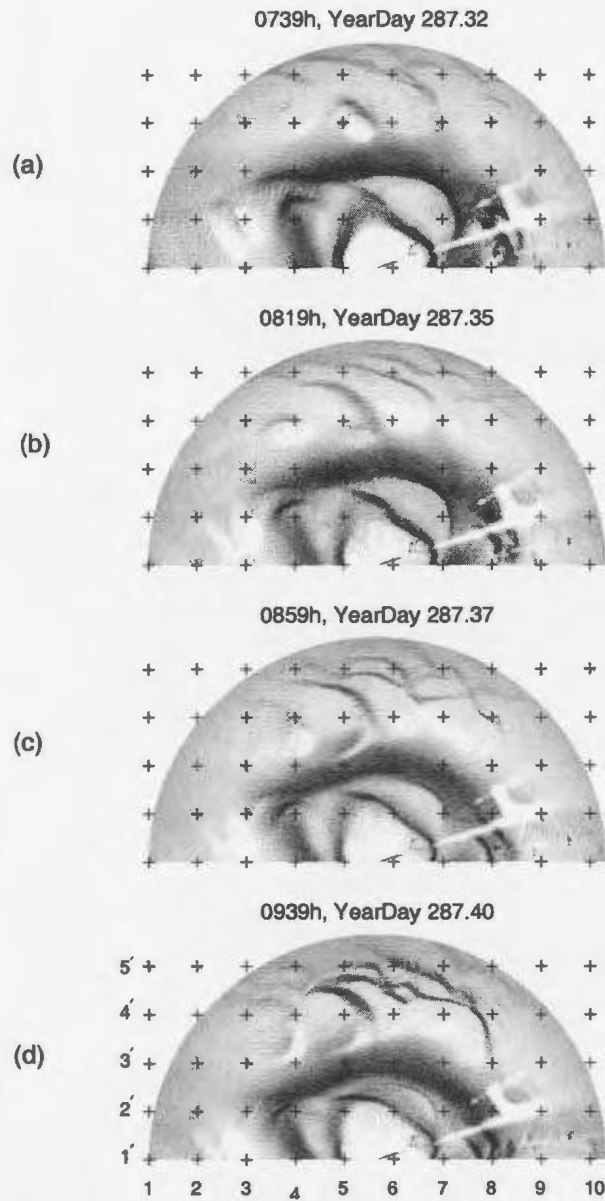 0739h, YearDay 287.32
(a)
0819h, YearDay 287.35
(b)
0859h, YearDay 287.37
(c)
0939h, YearDay 287.40
5′
4′
(d)
3′
2′
1′
1 2 3 4 5 6 7 8 9 10